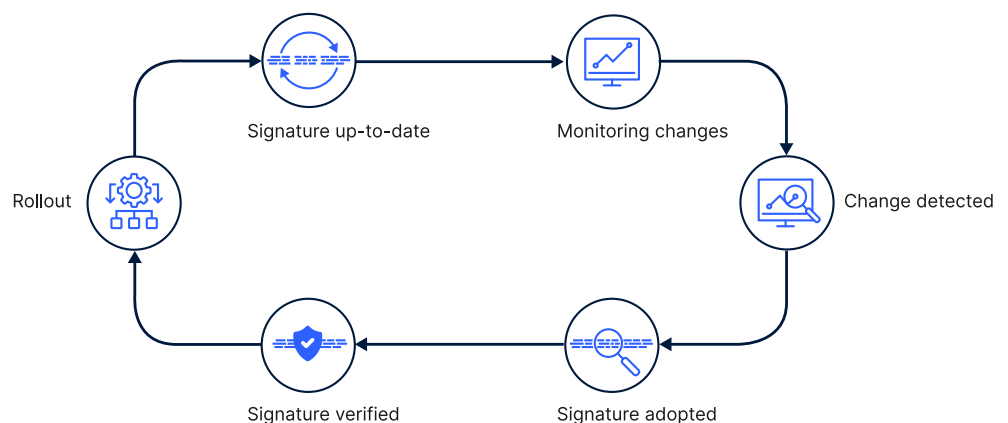 Signature up-to-date
Monitoring changes
Rollout
Change detected
Signature verified
Signature adopted